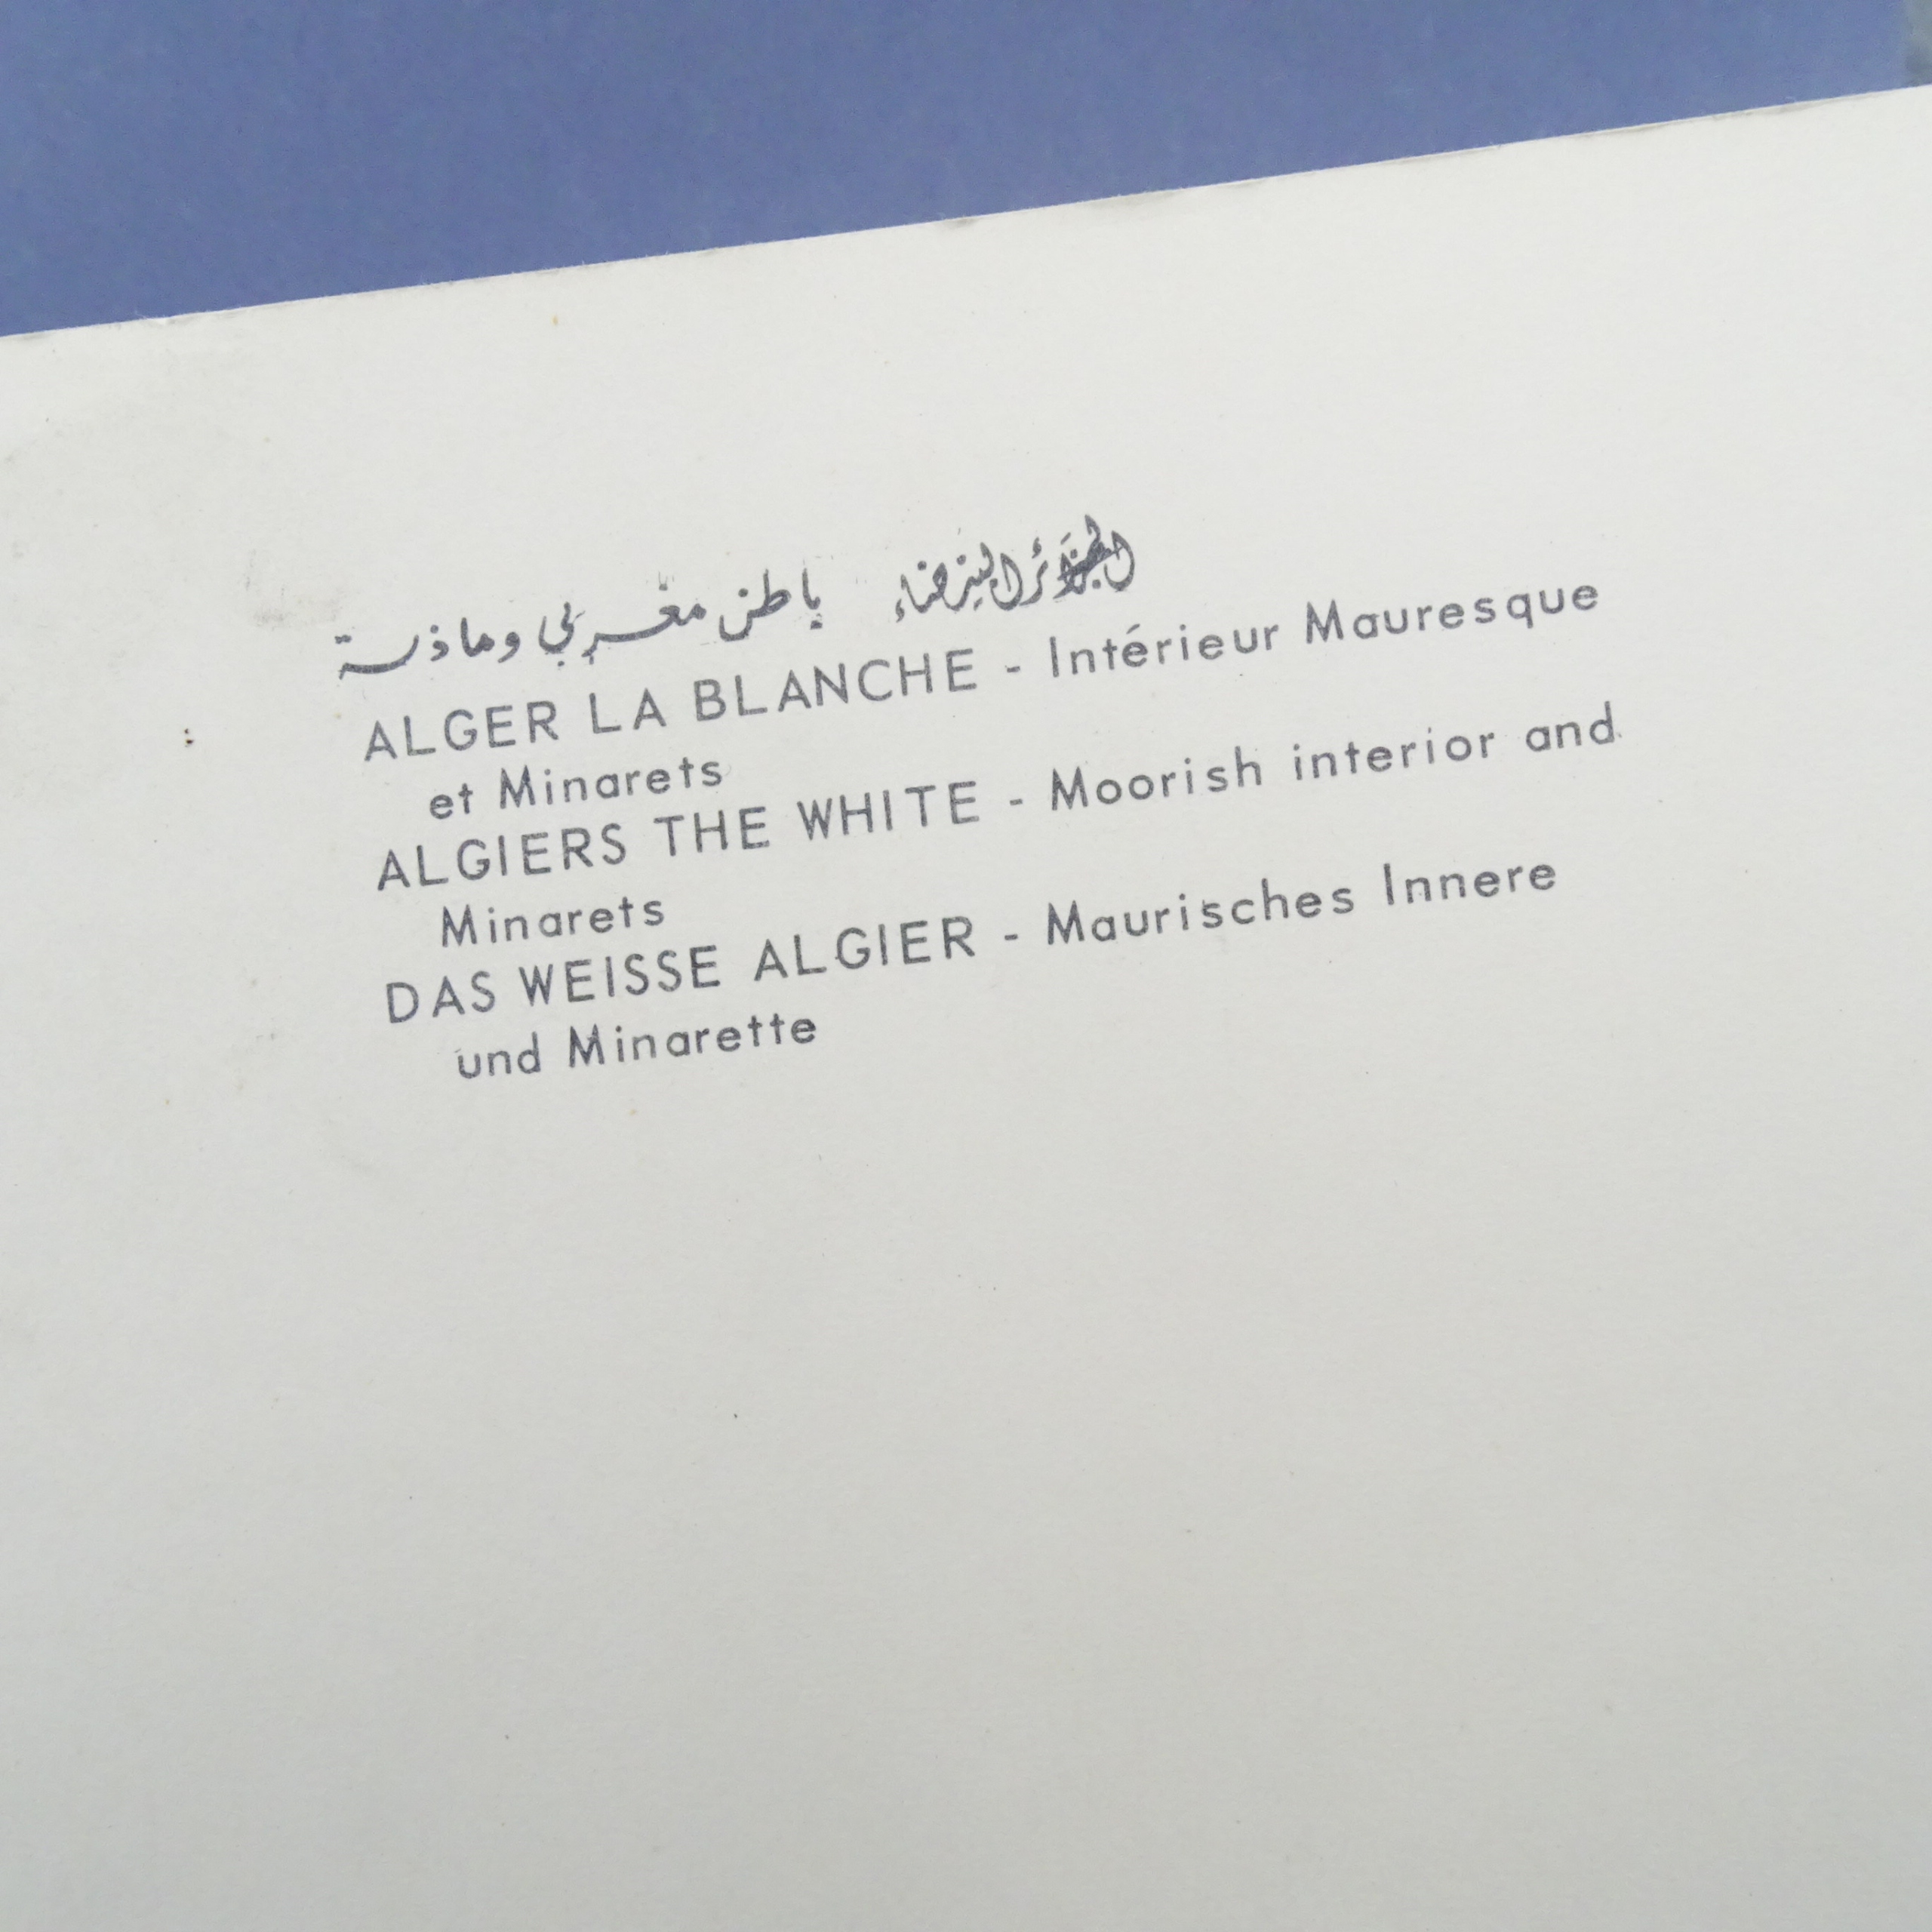 الجزائر البيضاء باطن مغربي وماذنة
ALGER LA BLANCHE - Intérieur Mauresque
et Minarets
ALGIERS THE WHITE - Moorish interior and
Minarets
DAS WEISSE ALGIER - Maurisches Innere
und Minarette